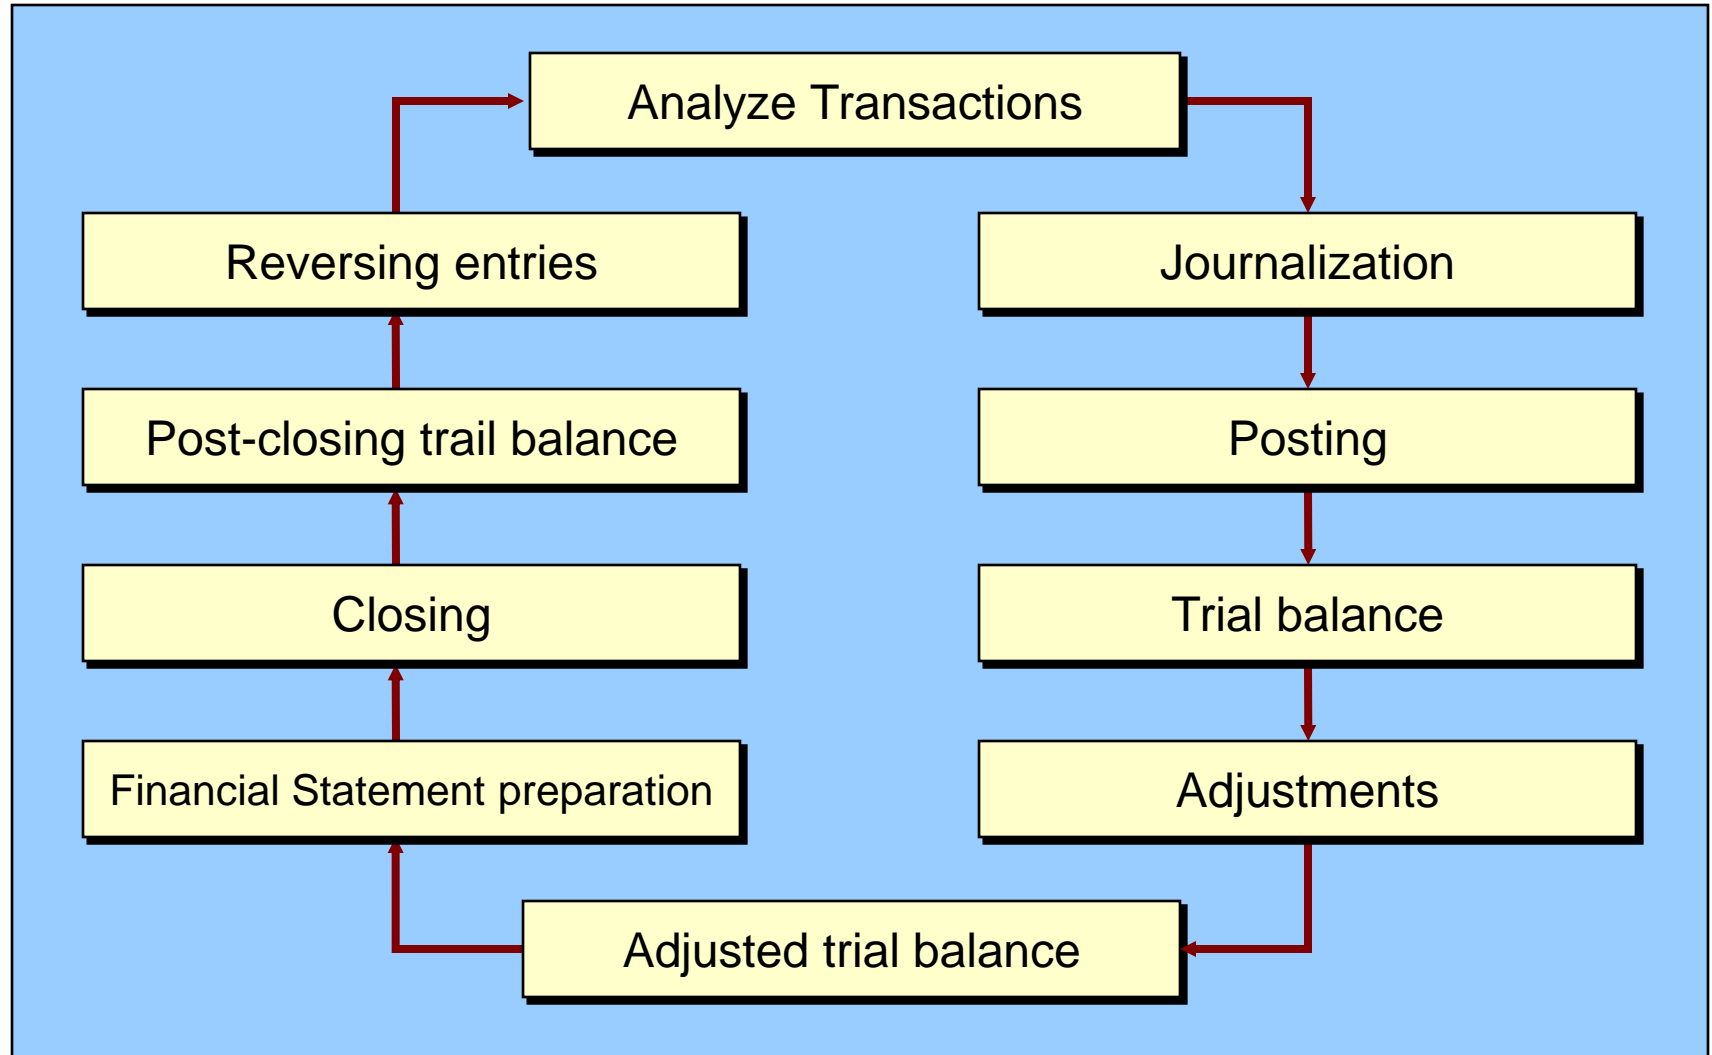 Analyze Transactions
Reversing entries
Journalization
Post-closing trail balance
Posting
Closing
Trial balance
Financial Statement preparation
Adjustments
Adjusted trial balance